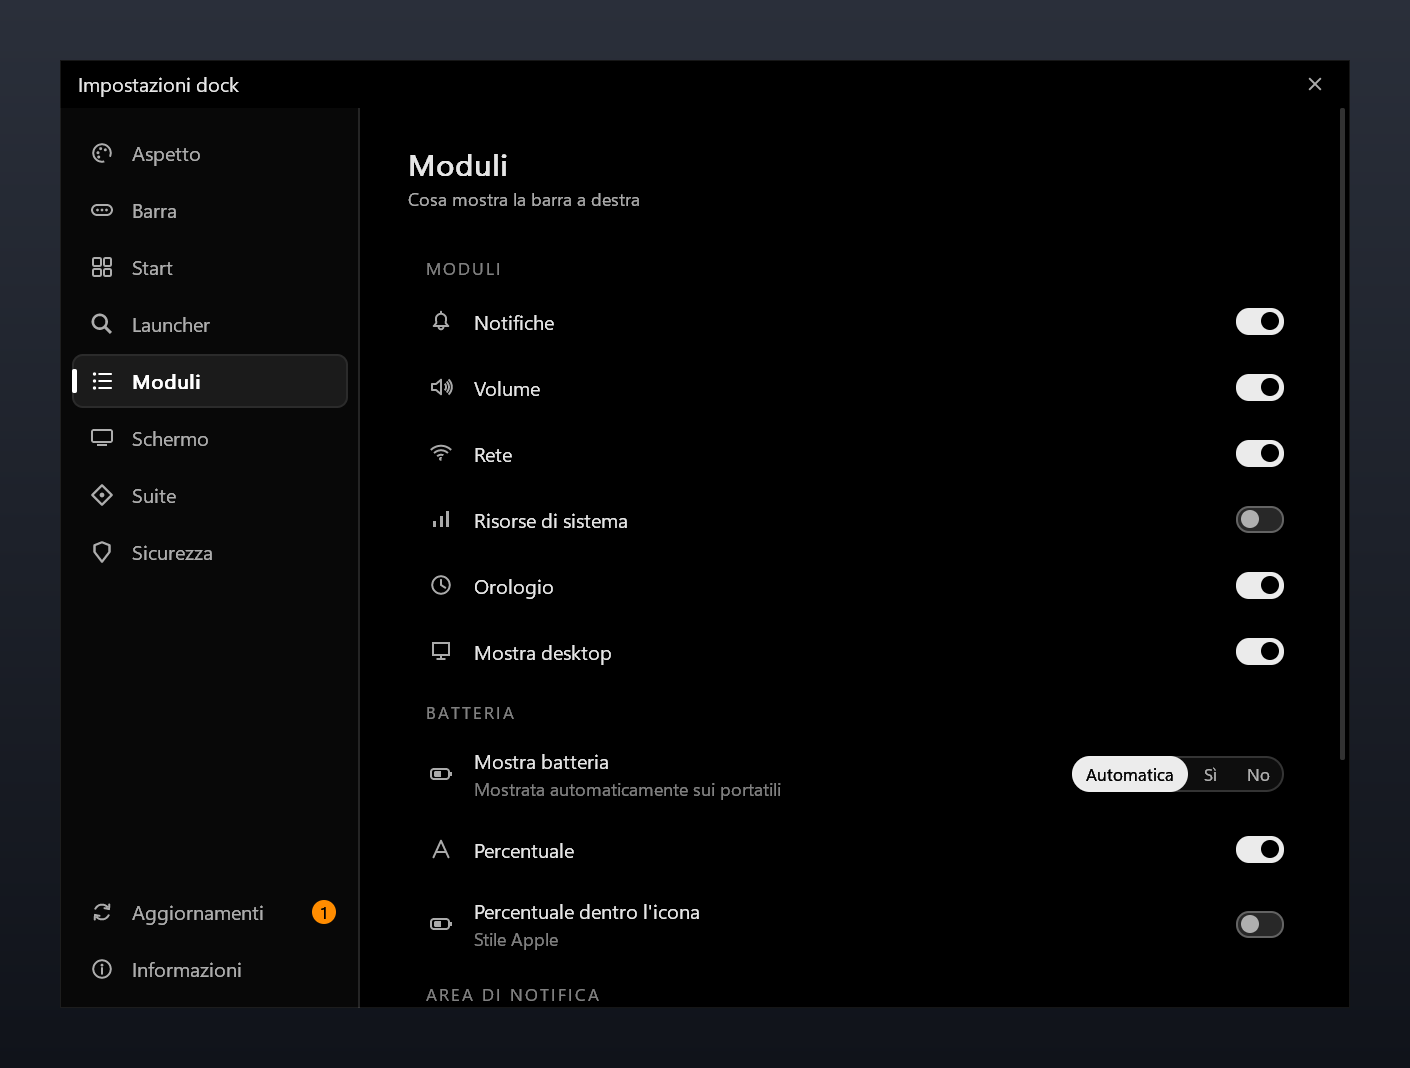 Impostazioni dock
Aspetto
Barra
Start
Launcher
Moduli
Schermo
Suite
Sicurezza
Aggiornamenti 1
Informazioni
Moduli
Cosa mostra la barra a destra
MODULI
Notifiche
Volume
Rete
Risorse di sistema
Orologio
Mostra desktop
BATTERIA
Mostra batteria
Mostrata automaticamente sui portatili
Automatica Sì No
Percentuale
Percentuale dentro l'icona
Stile Apple
AREA DI NOTIFICA